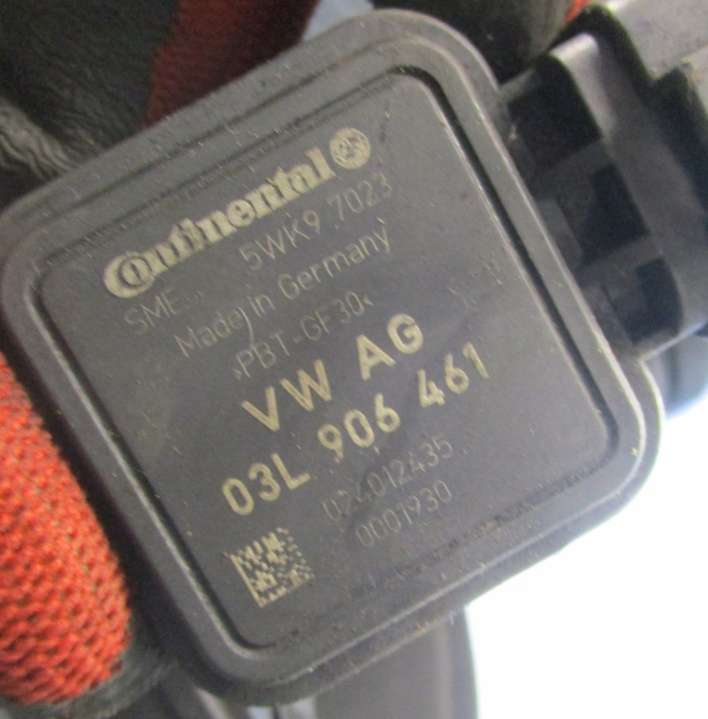 Continental
SME 5WK9 7023
Made in Germany
>PBT-GF30<
VW AG
03L 906 461
024012435
0001930